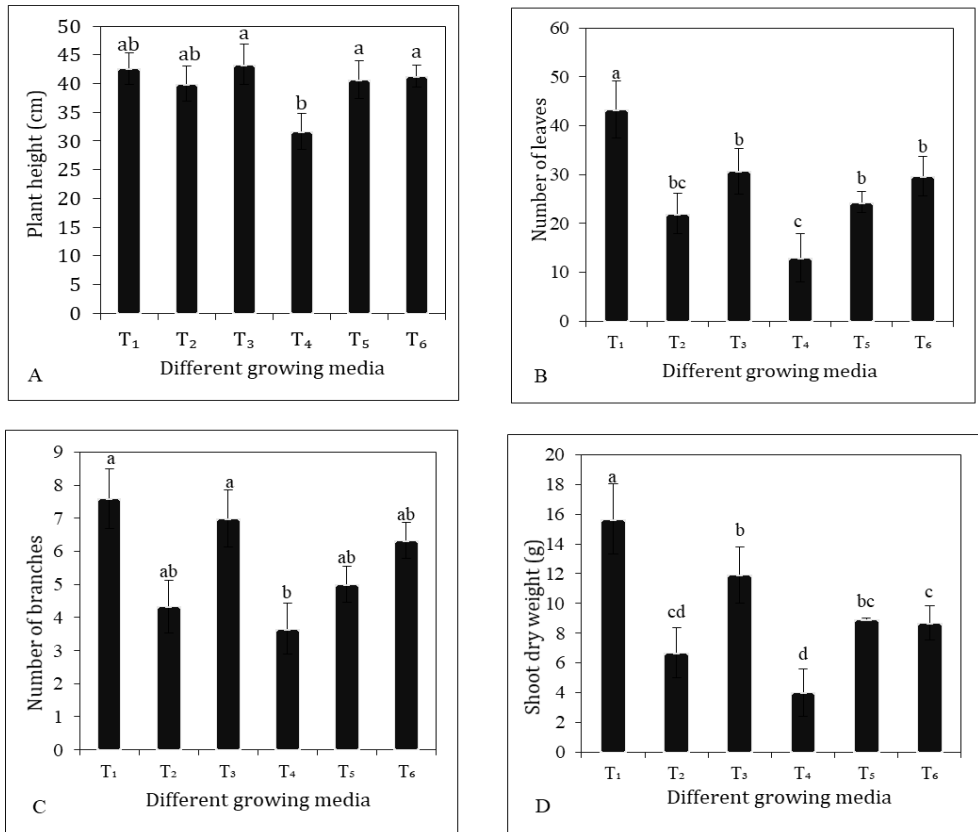 50
45
40
35
30
25
20
15
10
5
0
Plant height (cm)
ab ab a b a a
T₁ T₂ T₃ T₄ T₅ T₆
Different growing media
A
60
50
40
30
20
10
0
Number of leaves
a bc b c b b
T₁ T₂ T₃ T₄ T₅ T₆
Different growing media
B
9
8
7
6
5
4
3
2
1
0
Number of branches
a ab a b ab ab
T₁ T₂ T₃ T₄ T₅ T₆
Different growing media
C
20
18
16
14
12
10
8
6
4
2
0
Shoot dry weight (g)
a cd b d bc c
T₁ T₂ T₃ T₄ T₅ T₆
Different growing media
D